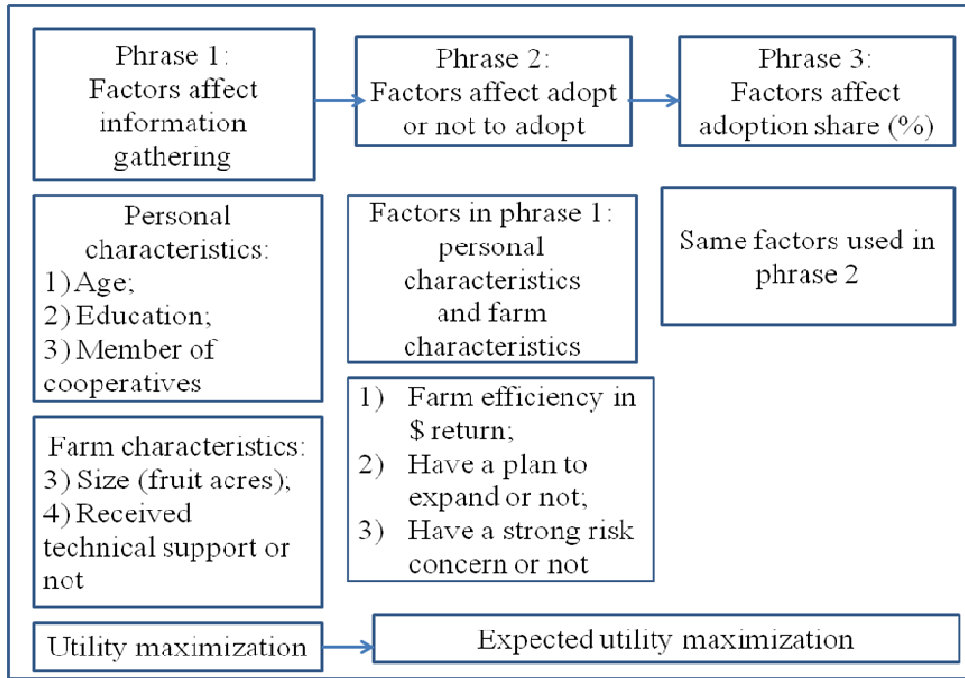 Phrase 1:
Factors affect
information
gathering
Phrase 2:
Factors affect adopt
or not to adopt
Phrase 3:
Factors affect
adoption share (%)
Personal
characteristics:
1) Age;
2) Education;
3) Member of
cooperatives
Factors in phrase 1:
personal
characteristics
and farm
characteristics
Same factors used in
phrase 2
Farm characteristics:
3) Size (fruit acres);
4) Received
technical support or
not
1) Farm efficiency in
$ return;
2) Have a plan to
expand or not;
3) Have a strong risk
concern or not
Utility maximization
Expected utility maximization